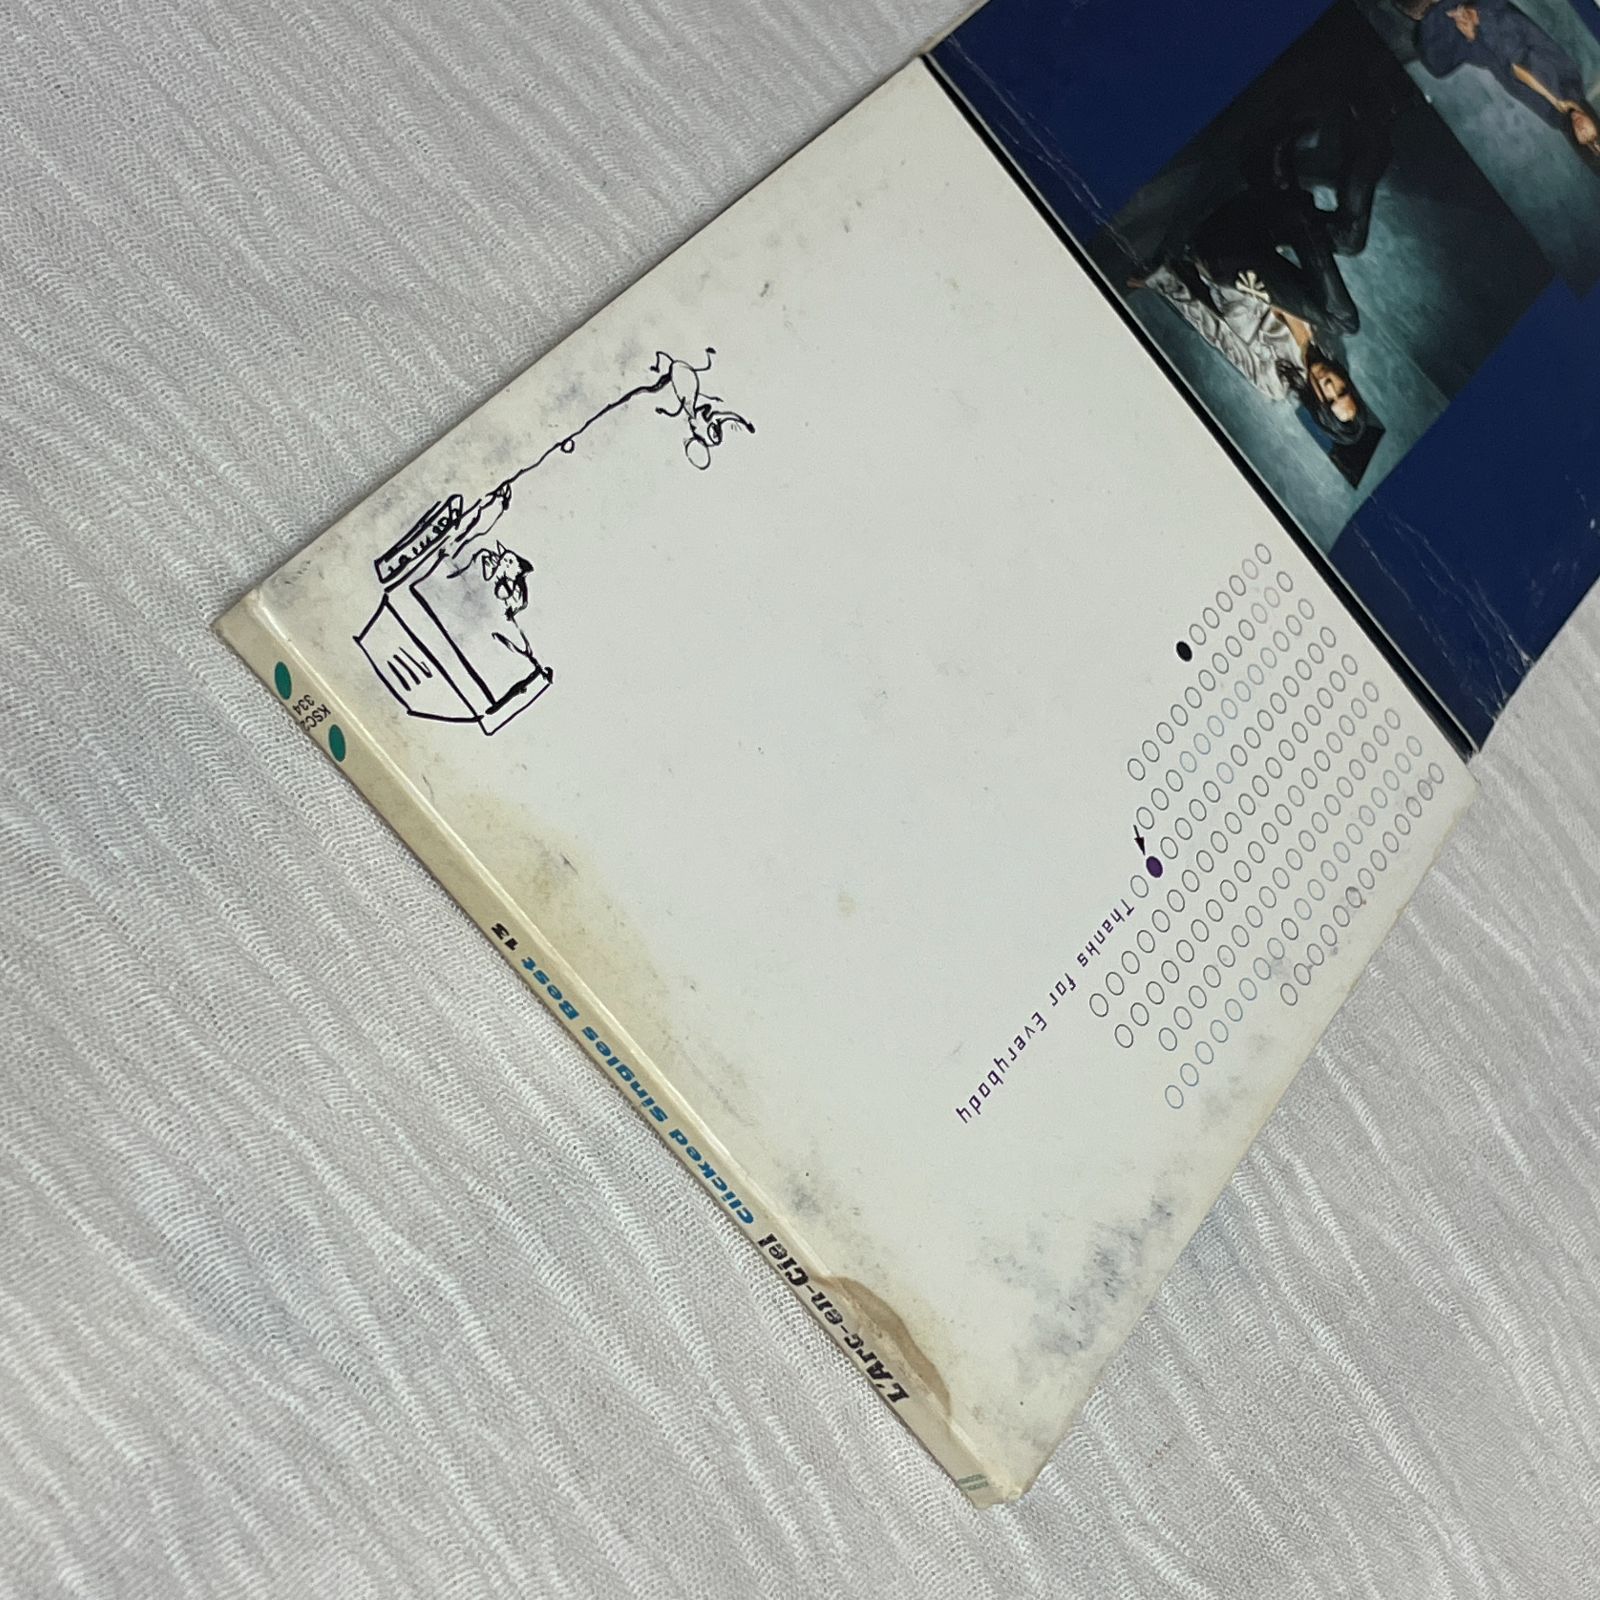 L'Arc-en-Ciel Clicked Singles Best 13
KSC2
334
Thanks for Everybody